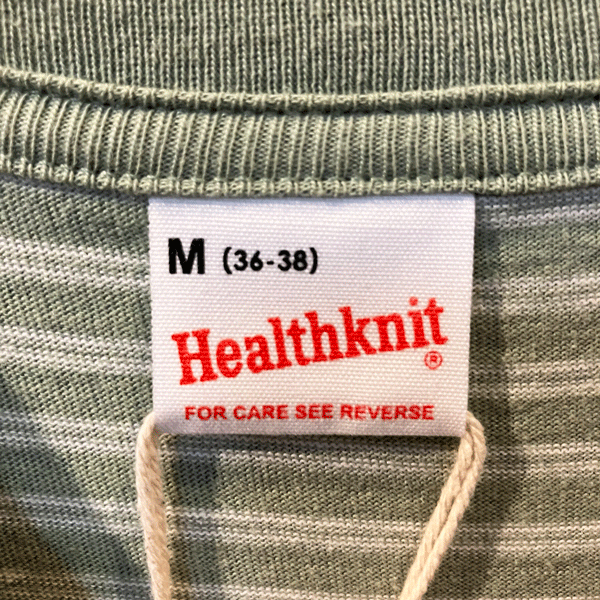 M (36-38)
Healthknit
®
FOR CARE SEE REVERSE